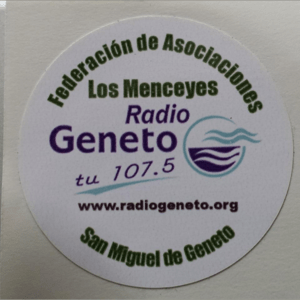 Federación de Asociaciones
Los Menceyes
Radio
Geneto
tu 107.5
www.radiogeneto.org
San Miguel de Geneto